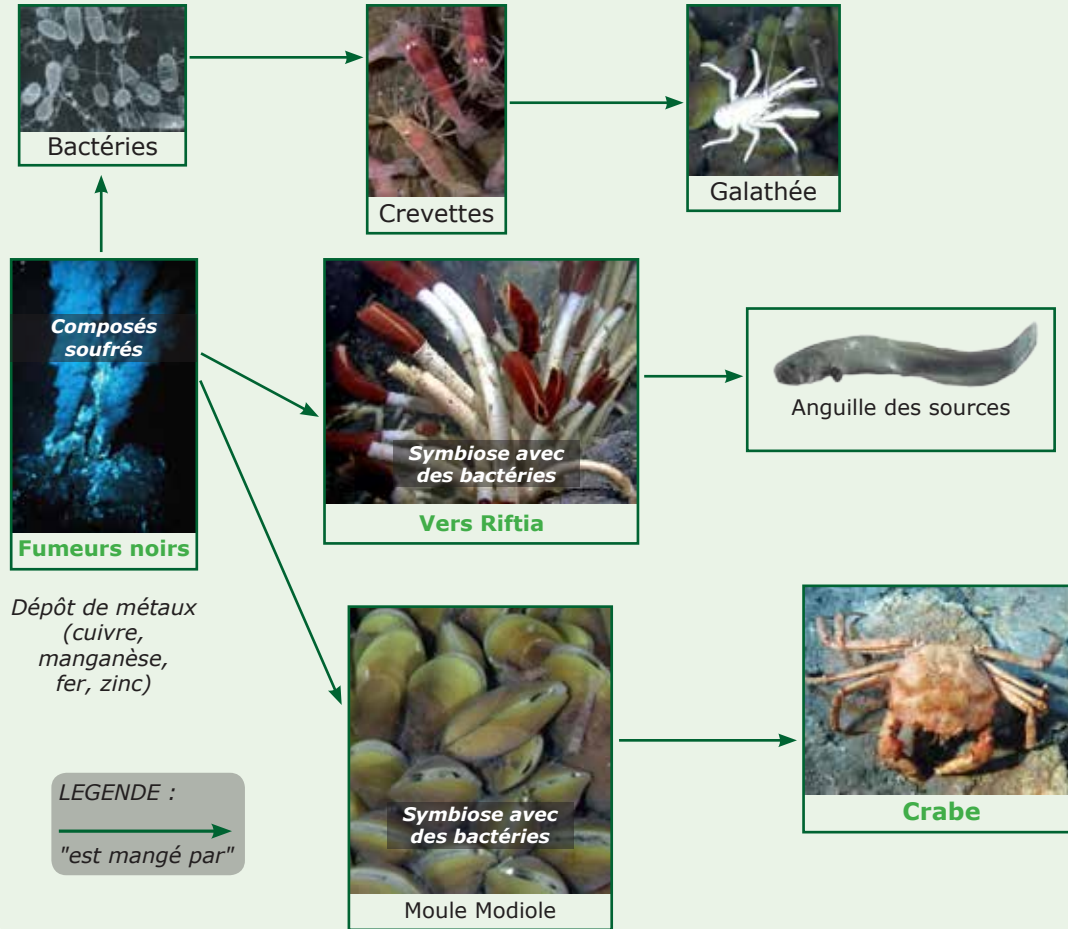 Bactéries
Crevettes
Galathée
Composés
soufrés
Fumeurs noirs
Dépôt de métaux
(cuivre,
manganèse,
fer, zinc)
Symbiose avec
des bactéries
Vers Riftia
Anguille des sources
Symbiose avec
des bactéries
Moule Modiole
Crabe
LEGENDE :
"est mangé par"